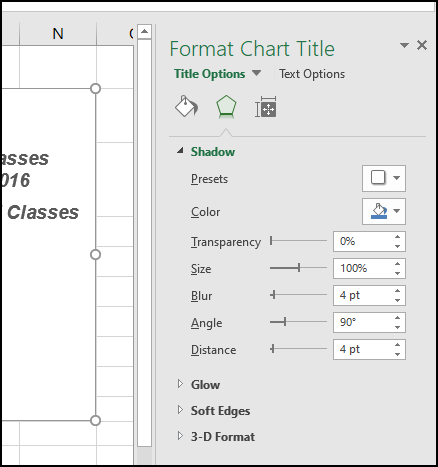 N
Format Chart Title
Title Options
Text Options
asses
016
Classes
Shadow
Presets
Color
Transparency 0%
Size 100%
Blur 4 pt
Angle 90°
Distance 4 pt
Glow
Soft Edges
3-D Format